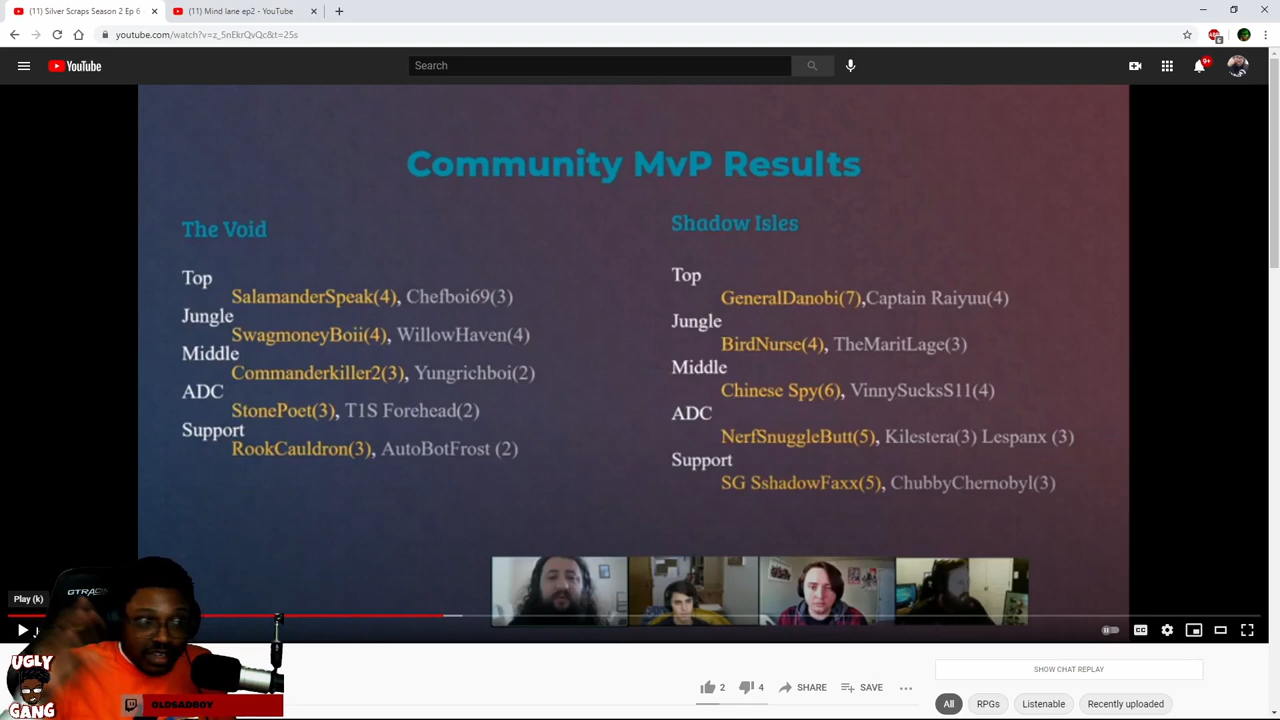 (11) Silver Scraps Season 2 Ep 6
(11) Mind lane ep2 - YouTube
youtube.com/watch?v=z_5nEkrQvQc&t=25s
YouTube
Search
9+
Community MvP Results
The Void
Top
SalamanderSpeak(4), Chefboi69(3)
Jungle
SwagmoneyBoii(4), WillowHaven(4)
Middle
Commanderkiller2(3), Yungrichboi(2)
ADC
StonePoet(3), T1S Forehead(2)
Support
RookCauldron(3), AutoBotFrost (2)
Shadow Isles
Top
GeneralDanobi(7),Captain Raiyuu(4)
Jungle
BirdNurse(4), TheMaritLage(3)
Middle
Chinese Spy(6), VinnySucksS11(4)
ADC
NerfSnuggleButt(5), Kilestera(3) Lespanx (3)
Support
SG SshadowFaxx(5), ChubbyChernobyl(3)
Play (k)
GTRACING
UGLY
GANG
OLDSADBOY
2
4
SHARE
SAVE
SHOW CHAT REPLAY
All
RPGs
Listenable
Recently uploaded